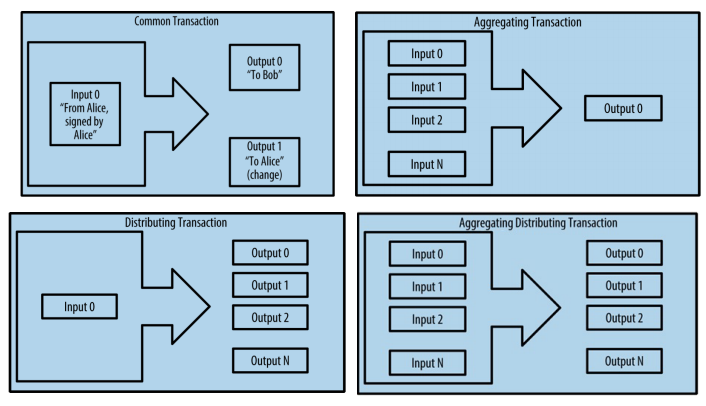 Common Transaction
Input 0
“From Alice,
signed by
Alice”
Output 0
“To Bob”
Output 1
“To Alice”
(change)
Aggregating Transaction
Input 0
Input 1
Input 2
Input N
Output 0
Distributing Transaction
Input 0
Output 0
Output 1
Output 2
Output N
Aggregating Distributing Transaction
Input 0
Input 1
Input 2
Input N
Output 0
Output 1
Output 2
Output N